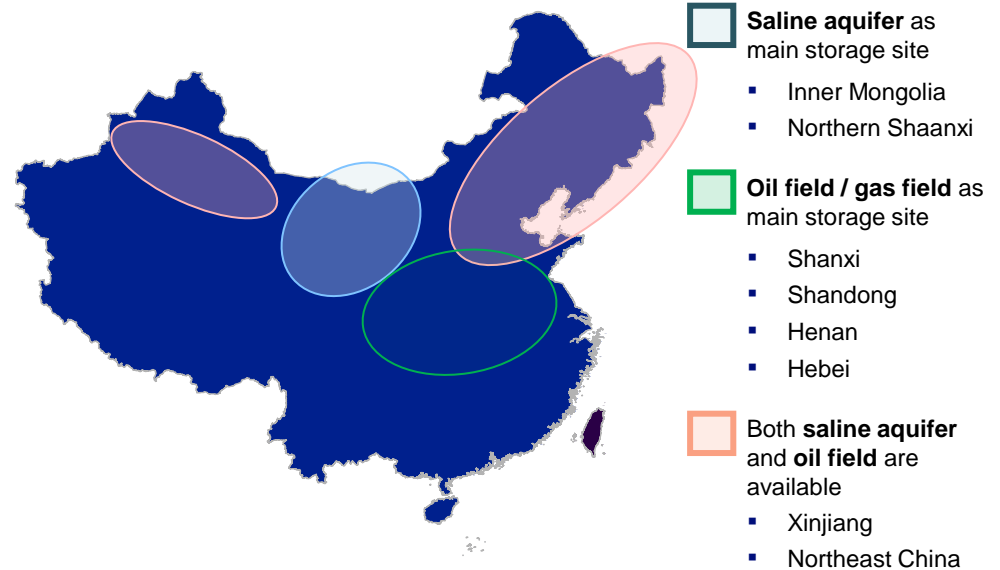 Saline aquifer as
main storage site
▪ Inner Mongolia
▪ Northern Shaanxi
Oil field / gas field as
main storage site
▪ Shanxi
▪ Shandong
▪ Henan
▪ Hebei
Both saline aquifer
and oil field are
available
▪ Xinjiang
▪ Northeast China